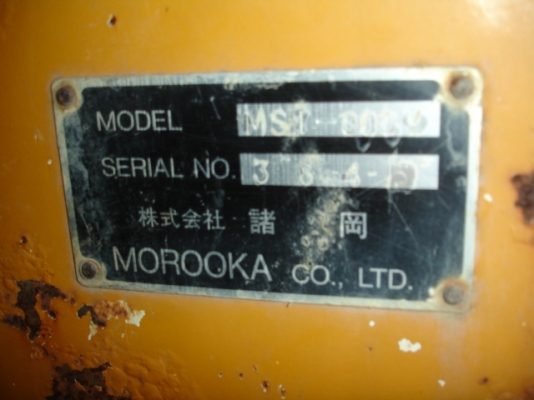 MODEL
SERIAL NO.
株式会社 諸岡
MOROOKA CO., LTD.